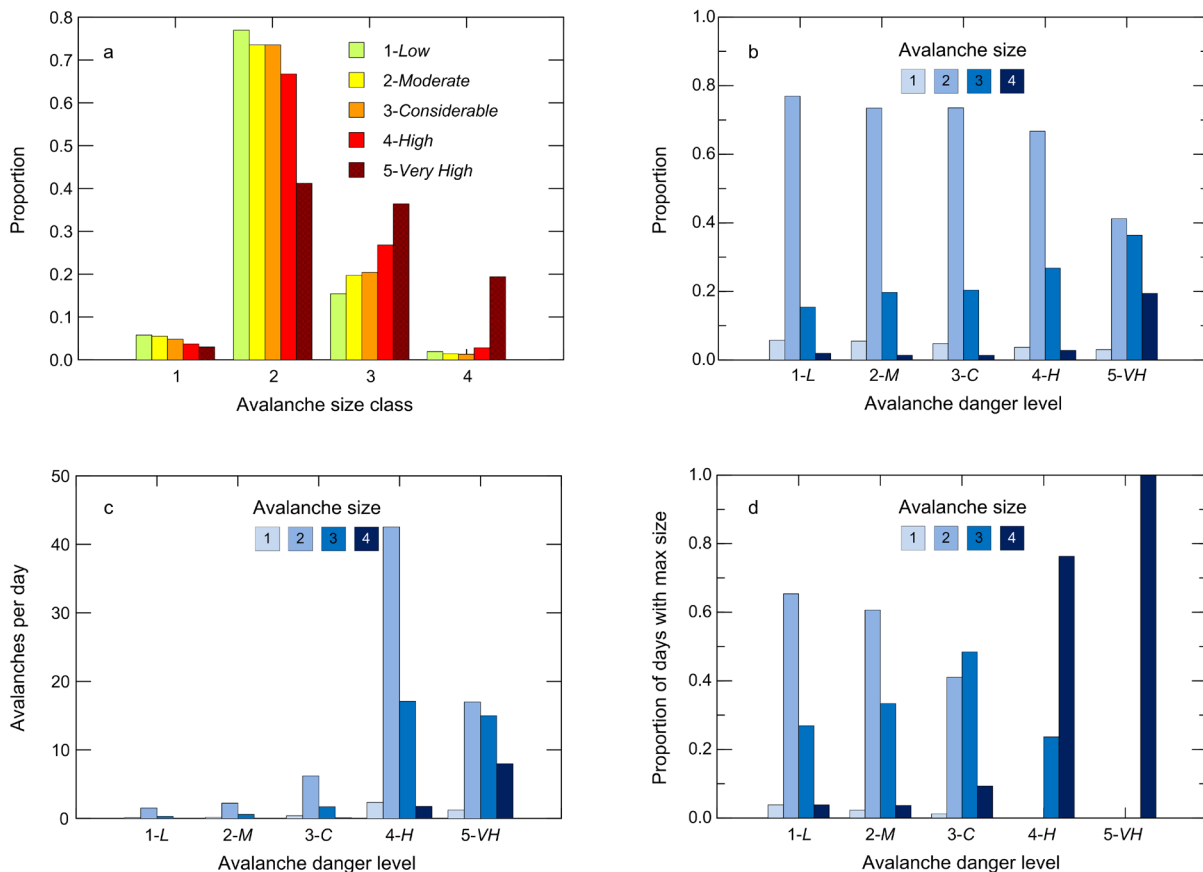 a
1-Low
2-Moderate
3-Considerable
4-High
5-Very High
Proportion
0.8
0.7
0.6
0.5
0.4
0.3
0.2
0.1
0.0
1 2 3 4
Avalanche size class
b
Avalanche size
1 2 3 4
Proportion
1.0
0.8
0.6
0.4
0.2
0.0
1-L 2-M 3-C 4-H 5-VH
Avalanche danger level
c
Avalanche size
1 2 3 4
Avalanches per day
50
40
30
20
10
0
1-L 2-M 3-C 4-H 5-VH
Avalanche danger level
d
Avalanche size
1 2 3 4
Proportion of days with max size
1.0
0.8
0.6
0.4
0.2
0.0
1-L 2-M 3-C 4-H 5-VH
Avalanche danger level